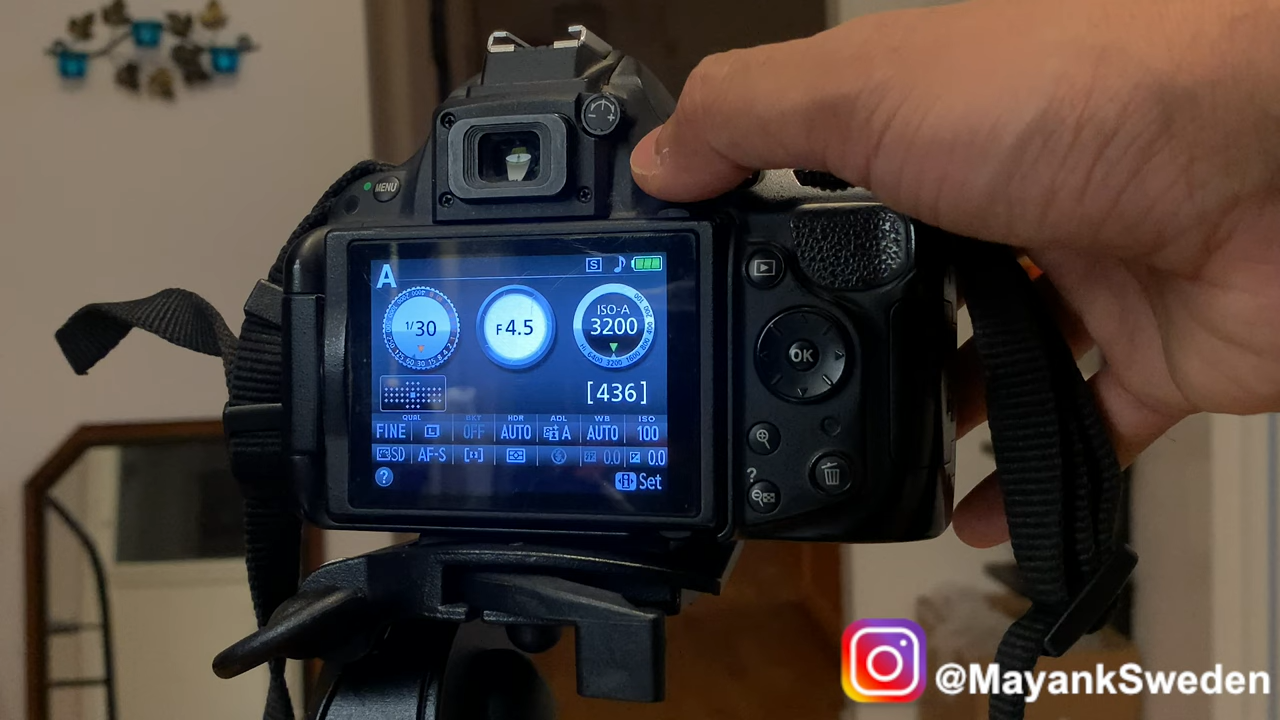 MENU
A S
1/30
F4.5
ISO-A
3200
[436]
QUAL BKT HDR ADL WB ISO
FINE L OFF AUTO A AUTO 100
SD AF-S [ ] 0.0 0.0
? i Set
OK
?
@MayankSweden